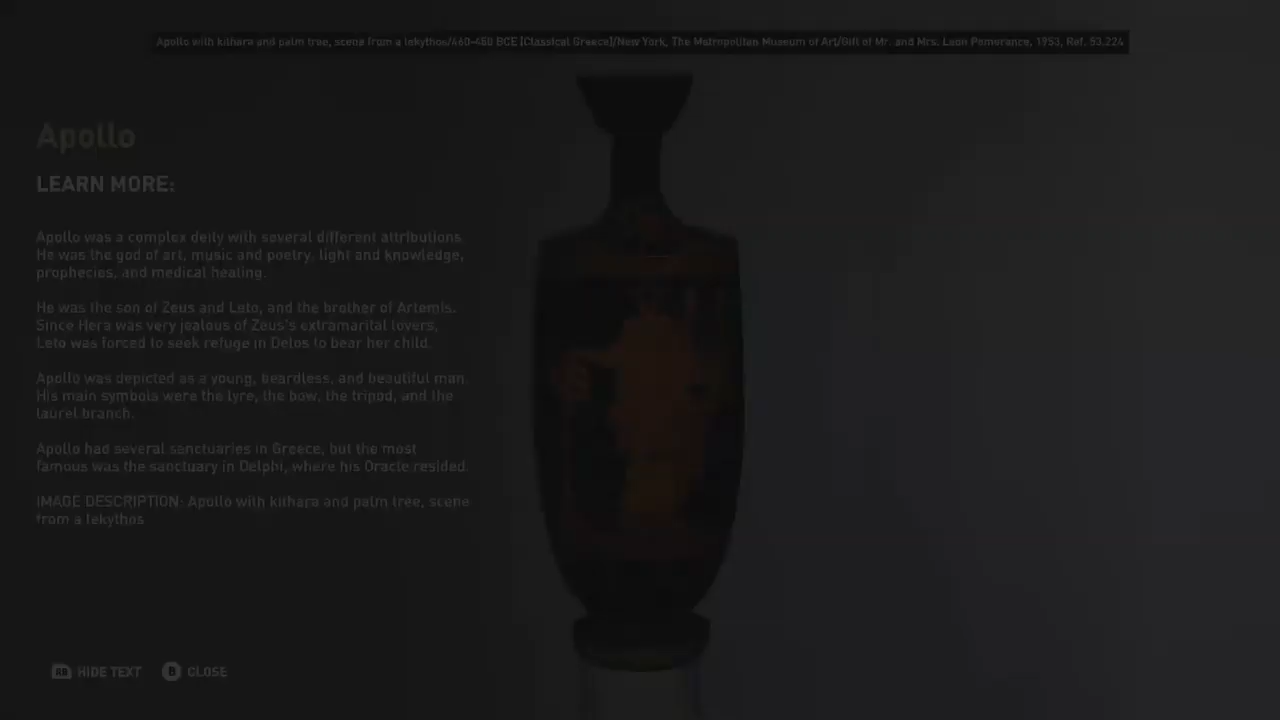 Apollo with kithara and palm tree, scene from a lekythos/460-450 BCE [Classical Greece]/New York, The Metropolitan Museum of Art/Gift of Mr. and Mrs. Leon Pomerance, 1953, Ref. 53.224
Apollo
LEARN MORE:
Apollo was a complex deity with several different attributions.
He was the god of art, music and poetry, light and knowledge,
prophecies, and medical healing.
He was the son of Zeus and Leto, and the brother of Artemis.
Since Hera was very jealous of Zeus's extramarital lovers,
Leto was forced to seek refuge in Delos to bear her child.
Apollo was depicted as a young, beardless, and beautiful man.
His main symbols were the lyre, the bow, the tripod, and the
laurel branch.
Apollo had several sanctuaries in Greece, but the most
famous was the sanctuary in Delphi, where his Oracle resided.
IMAGE DESCRIPTION: Apollo with kithara and palm tree, scene
from a lekythos
RB HIDE TEXT B CLOSE